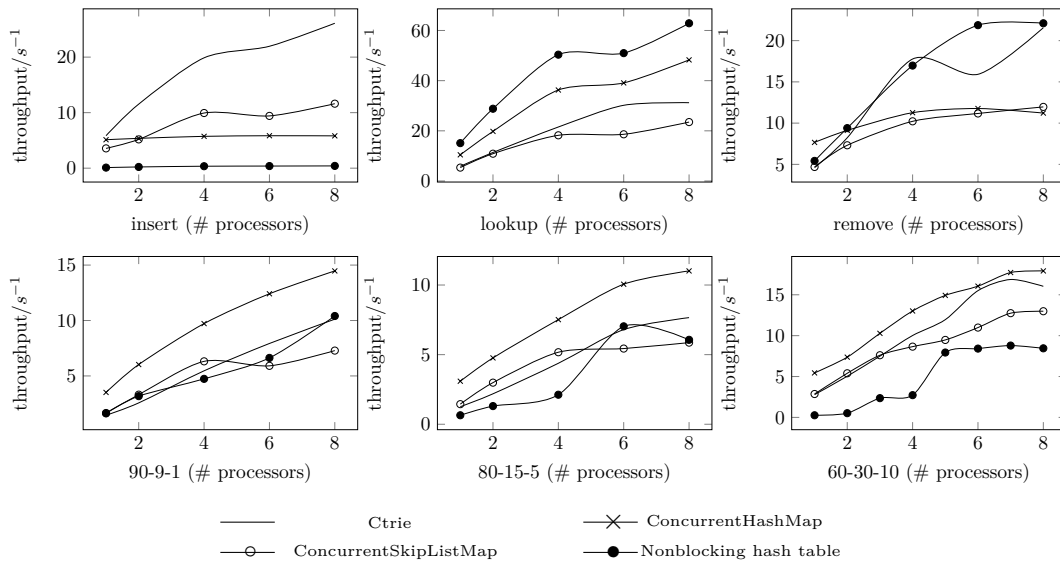 throughput/s⁻¹
20
10
0
2 4 6 8
insert (# processors)
throughput/s⁻¹
60
40
20
0
2 4 6 8
lookup (# processors)
throughput/s⁻¹
20
15
10
5
2 4 6 8
remove (# processors)
throughput/s⁻¹
15
10
5
2 4 6 8
90-9-1 (# processors)
throughput/s⁻¹
10
5
0
2 4 6 8
80-15-5 (# processors)
throughput/s⁻¹
15
10
5
0
2 4 6 8
60-30-10 (# processors)
Ctrie
ConcurrentHashMap
ConcurrentSkipListMap
Nonblocking hash table